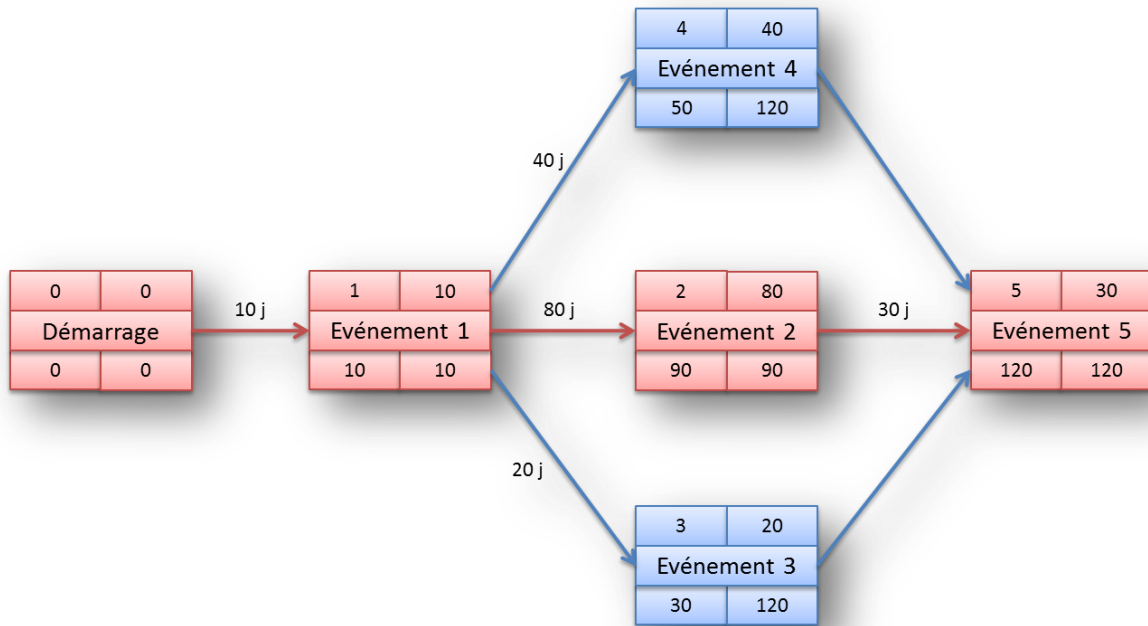 4 40
Evénement 4
50 120
40 j
0 0
Démarrage
0 0
10 j
1 10
Evénement 1
10 10
80 j
2 80
Evénement 2
90 90
30 j
5 30
Evénement 5
120 120
20 j
3 20
Evénement 3
30 120